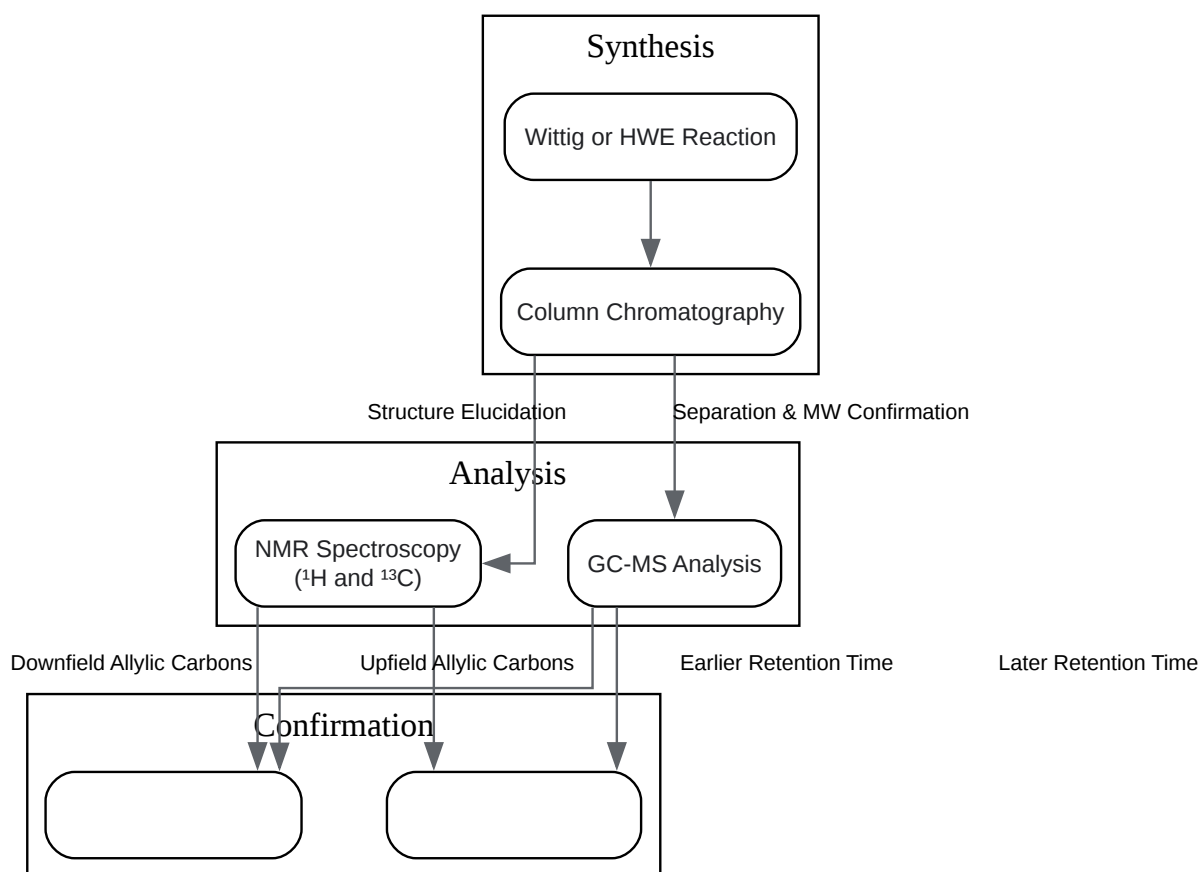 Synthesis
Wittig or HWE Reaction
Column Chromatography
Structure Elucidation
Separation & MW Confirmation
Analysis
NMR Spectroscopy
(¹H and ¹³C)
GC-MS Analysis
Downfield Allylic Carbons
Upfield Allylic Carbons
Earlier Retention Time
Later Retention Time
Confirmation